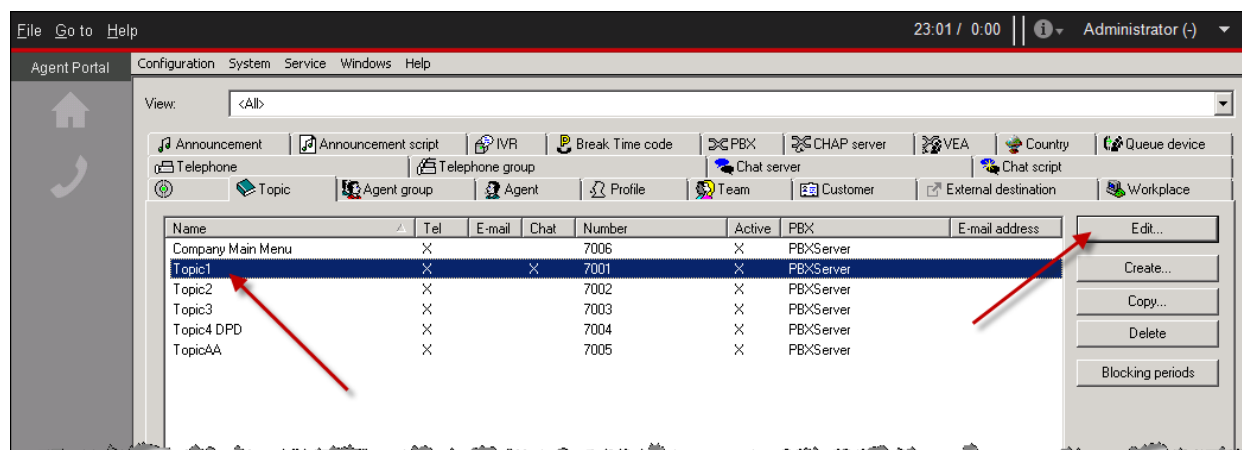 File Go to Help 23:01 / 0:00 Administrator (-)
Agent Portal Configuration System Service Windows Help
View: <All>
Announcement Announcement script IVR Break Time code PBX CHAP server VEA Country Queue device
Telephone Telephone group Chat server Chat script
Topic Agent group Agent Profile Team Customer External destination Workplace
Name Tel E-mail Chat Number Active PBX E-mail address Edit...
Company Main Menu X 7006 X PBXServer
Topic1 X X 7001 X PBXServer Create...
Topic2 X 7002 X PBXServer
Topic3 X 7003 X PBXServer Copy...
Topic4 DPD X 7004 X PBXServer Delete
TopicAA X 7005 X PBXServer
Blocking periods